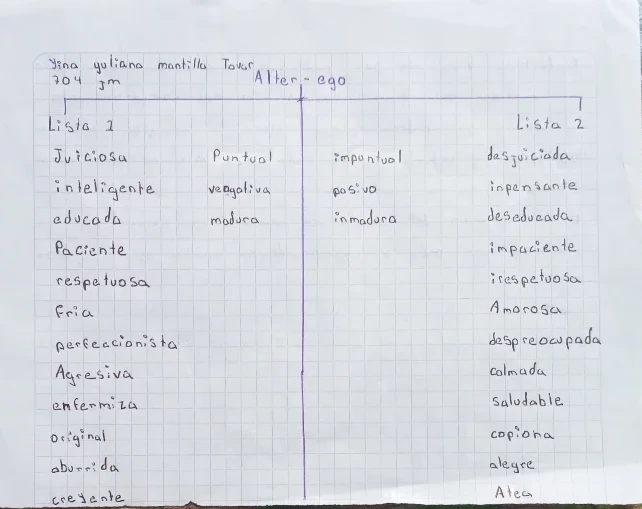 Yina yuliana mantilla Tovar
704 jm
Alter-ego
Lista 1 Lista 2
Juiciosa Puntual impuntual desjuiciada
inteligente vengativa pasivo inpensante
educada madura inmadura deseducada
Paciente impaciente
respetuosa irespetuosa
Fria Amorosa
perfeccionista despreocupada
Agresiva calmada
enfermiza saludable
original copiona
aburrida alegre
creyente Atea